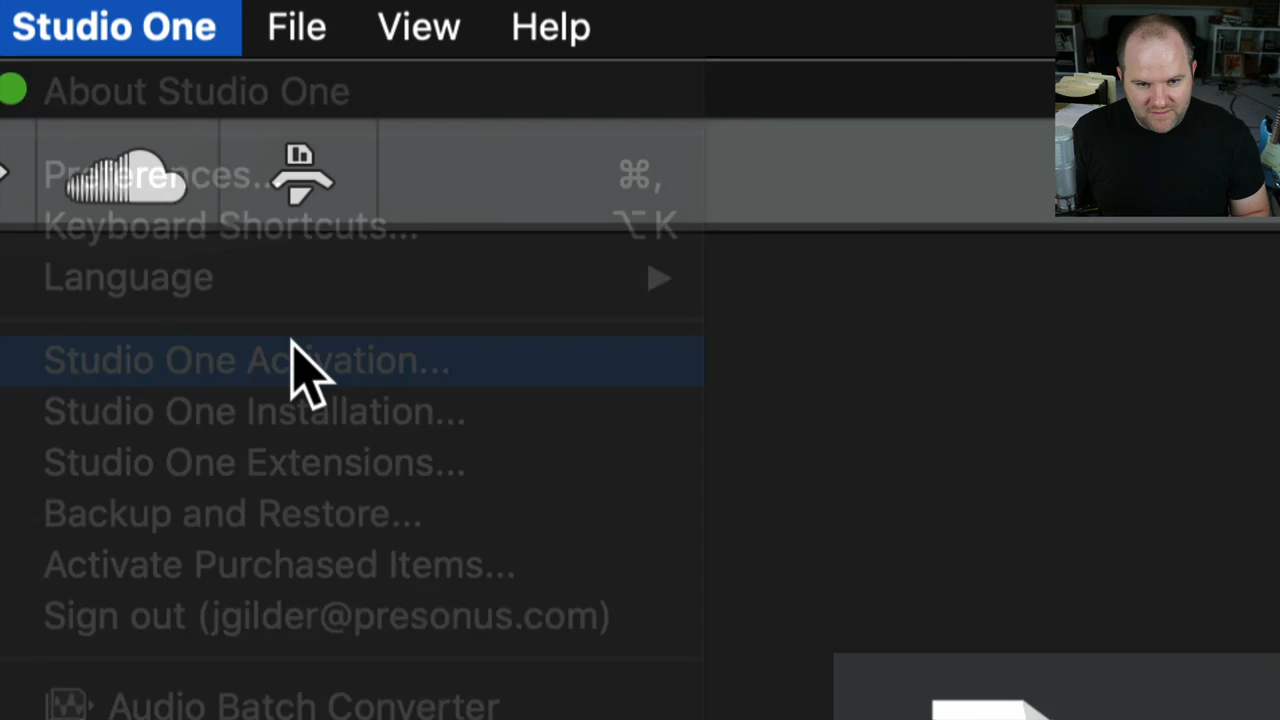 Studio One File View Help
About Studio One
Preferences... ⌘,
Keyboard Shortcuts... ⌥ K
Language
Studio One Activation...
Studio One Installation...
Studio One Extensions...
Backup and Restore...
Activate Purchased Items...
Sign out (jgilder@presonus.com)
Audio Batch Converter